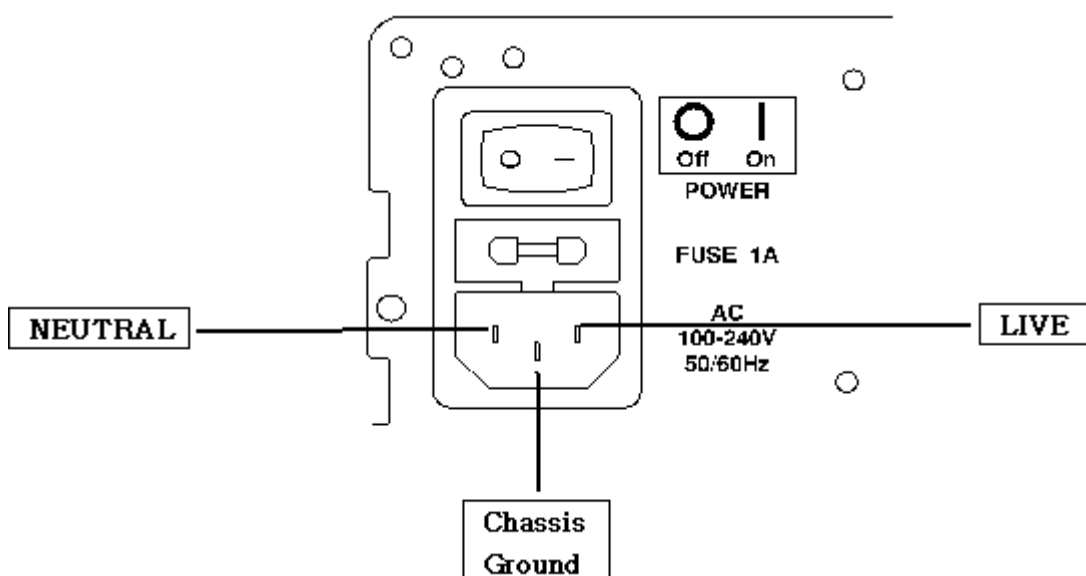 Off On
POWER
FUSE 1A
AC
100-240V
50/60Hz
NEUTRAL
LIVE
Chassis
Ground